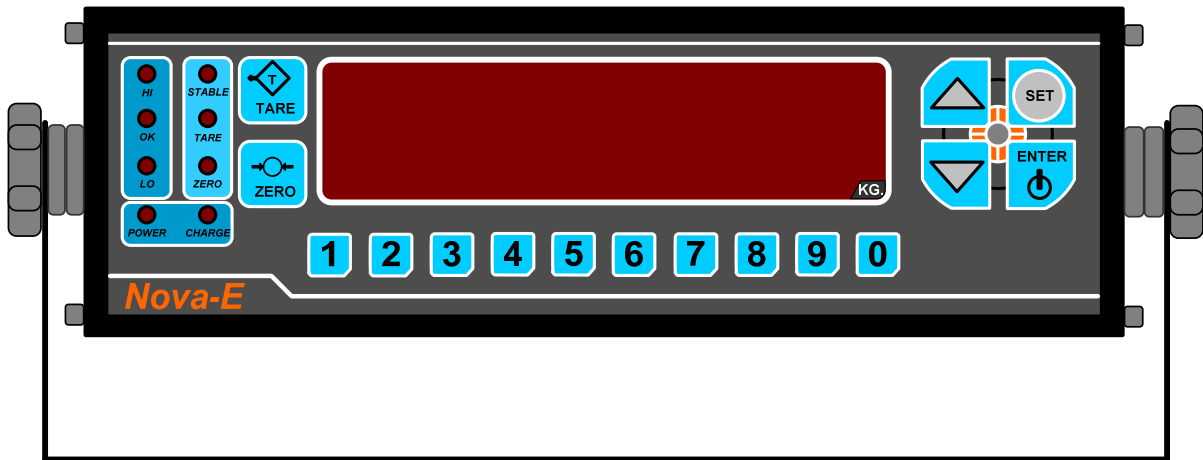 HI
OK
LO
STABLE
TARE
ZERO
POWER CHARGE
T
TARE
ZERO
KG.
SET
ENTER
1 2 3 4 5 6 7 8 9 0
Nova-E